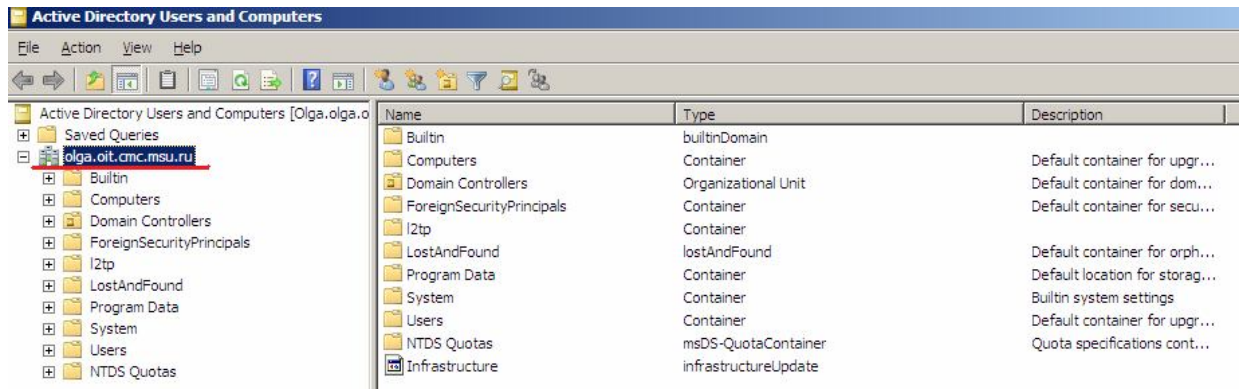 Active Directory Users and Computers
File Action View Help
Active Directory Users and Computers [Olga.olga.o
Saved Queries
olga.oit.cmc.msu.ru
Builtin
Computers
Domain Controllers
ForeignSecurityPrincipals
l2tp
LostAndFound
Program Data
System
Users
NTDS Quotas
Name Type Description
Builtin builtinDomain
Computers Container Default container for upgr...
Domain Controllers Organizational Unit Default container for dom...
ForeignSecurityPrincipals Container Default container for secu...
l2tp Container
LostAndFound lostAndFound Default container for orph...
Program Data Container Default location for storag...
System Container Builtin system settings
Users Container Default container for upgr...
NTDS Quotas msDS-QuotaContainer Quota specifications cont...
Infrastructure infrastructureUpdate